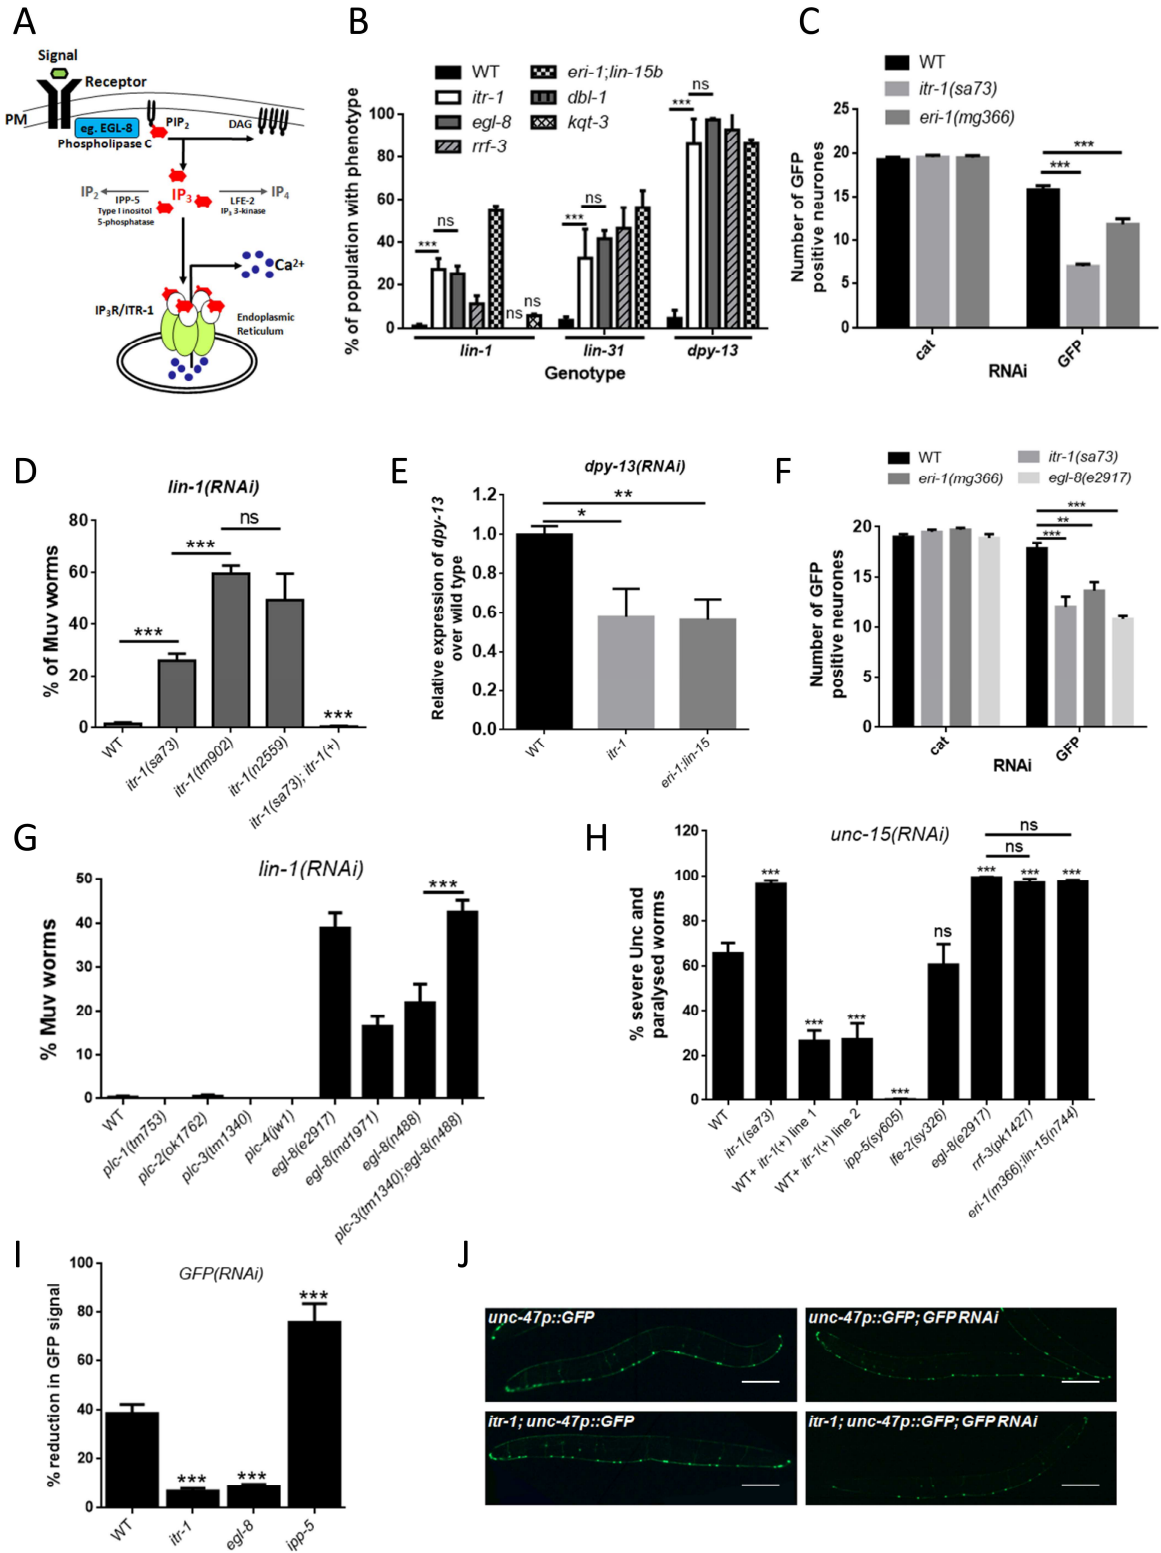 A
Signal
Receptor
PM
eg. EGL-8
Phospholipase C
PIP2
DAG
IP2
IPP-5
Type I inositol
5-phosphatase
IP3
LFE-2
IP3 3-kinase
IP4
Ca2+
IP3R/ITR-1
Endoplasmic
Reticulum
B
WT
itr-1
egl-8
rrf-3
eri-1;lin-15b
dbl-1
kqt-3
% of population with phenotype
100
80
60
40
20
0
***
ns
ns
ns
***
ns
***
ns
lin-1
lin-31
dpy-13
Genotype
C
WT
itr-1(sa73)
eri-1(mg366)
Number of GFP
positive neurones
25
20
15
10
5
0
***
***
cat
GFP
RNAi
D
lin-1(RNAi)
% of Muv worms
80
60
40
20
0
***
***
ns
***
WT
itr-1(sa73)
itr-1(tm902)
itr-1(n2559)
itr-1(sa73); itr-1(+)
E
dpy-13(RNAi)
Relative expression of dpy-13
over wild type
1.2
1.0
0.8
0.6
0.4
0.2
0.0
**
*
WT
itr-1
eri-1;lin-15
F
WT
eri-1(mg366)
itr-1(sa73)
egl-8(e2917)
Number of GFP
positive neurones
20
15
10
5
0
***
**
***
cat
GFP
RNAi
G
lin-1(RNAi)
% Muv worms
50
40
30
20
10
0
***
WT
plc-1(tm753)
plc-2(ok1762)
plc-3(tm1340)
plc-4(jw1)
egl-8(e2917)
egl-8(md1971)
egl-8(n488)
plc-3(tm1340);egl-8(n488)
H
unc-15(RNAi)
% severe Unc and
paralysed worms
120
100
80
60
40
20
0
***
***
***
***
ns
***
***
***
ns
ns
WT
itr-1(sa73)
WT+ itr-1(+) line 1
WT+ itr-1(+) line 2
ipp-5(sy605)
lfe-2(sy326)
egl-8(e2917)
rrf-3(pk1427)
eri-1(m366);lin-15(n744)
I
GFP(RNAi)
% reduction in GFP signal
100
80
60
40
20
0
***
***
***
WT
itr-1
egl-8
ipp-5
J
unc-47p::GFP
unc-47p::GFP; GFP RNAi
itr-1; unc-47p::GFP
itr-1; unc-47p::GFP; GFP RNAi